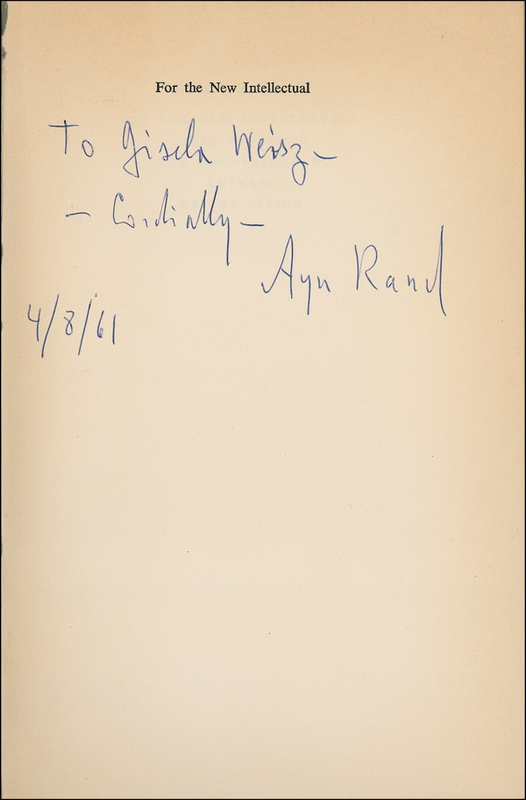 For the New Intellectual
To Gisela Weisz –
– Cordially –
Ayn Rand
4/8/61